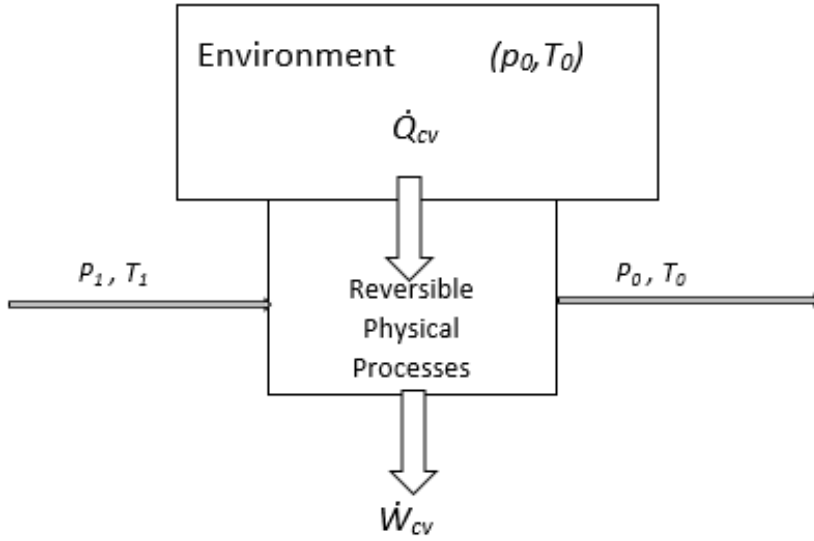 Environment (p₀,T₀)
Q̇cv
P₁ , T₁
P₀ , T₀
Reversible
Physical
Processes
Ẇcv